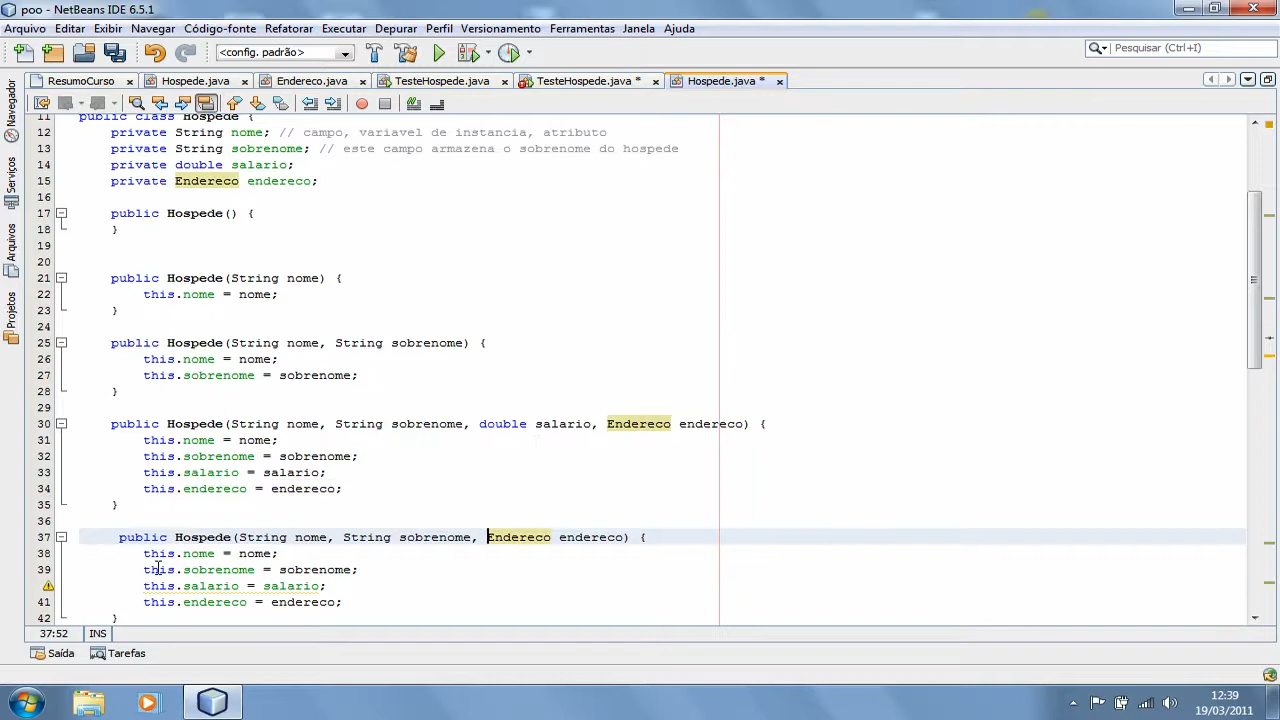 poo - NetBeans IDE 6.5.1
Arquivo Editar Exibir Navegar Código-fonte Refatorar Executar Depurar Perfil Versionamento Ferramentas Janela Ajuda
<config. padrão> Pesquisar (Ctrl+I)
ResumoCurso Hospede.java Endereco.java TesteHospede.java TesteHospede.java * Hospede.java *
Navegador
Serviços
Arquivos
Projetos
11 public class Hospede {
12 private String nome; // campo, variavel de instancia, atributo
13 private String sobrenome; // este campo armazena o sobrenome do hospede
14 private double salario;
15 private Endereco endereco;
16
17 public Hospede() {
18 }
19
20
21 public Hospede(String nome) {
22 this.nome = nome;
23 }
24
25 public Hospede(String nome, String sobrenome) {
26 this.nome = nome;
27 this.sobrenome = sobrenome;
28 }
29
30 public Hospede(String nome, String sobrenome, double salario, Endereco endereco) {
31 this.nome = nome;
32 this.sobrenome = sobrenome;
33 this.salario = salario;
34 this.endereco = endereco;
35 }
36
37 public Hospede(String nome, String sobrenome, Endereco endereco) {
38 this.nome = nome;
39 this.sobrenome = sobrenome;
this.salario = salario;
41 this.endereco = endereco;
42 }
37:52 INS
Saída Tarefas
12:39
19/03/2011